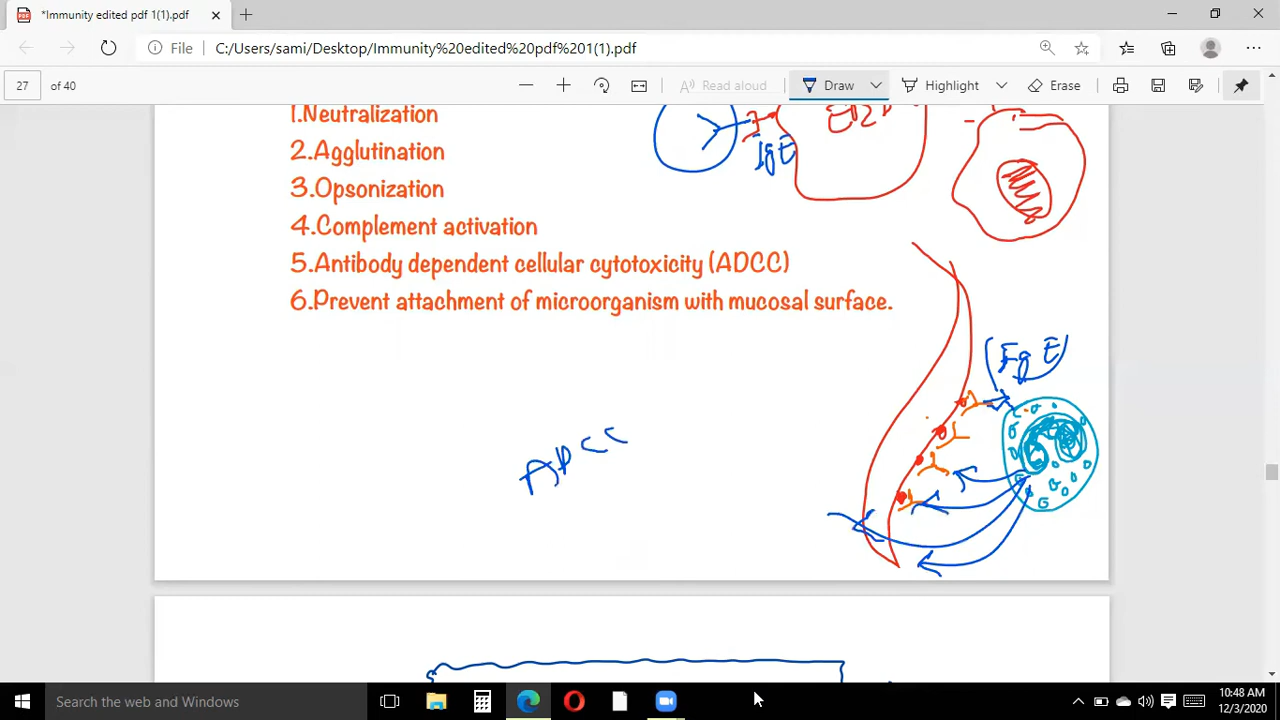 *Immunity edited pdf 1(1).pdf
File C:/Users/sami/Desktop/Immunity%20edited%20pdf%201(1).pdf
27 of 40 Read aloud Draw Highlight Erase
1.Neutralization
2.Agglutination
3.Opsonization
4.Complement activation
5.Antibody dependent cellular cytotoxicity (ADCC)
6.Prevent attachment of microorganism with mucosal surface.
IgE
Ig E
ADCC
Search the web and Windows
10:48 AM
12/3/2020